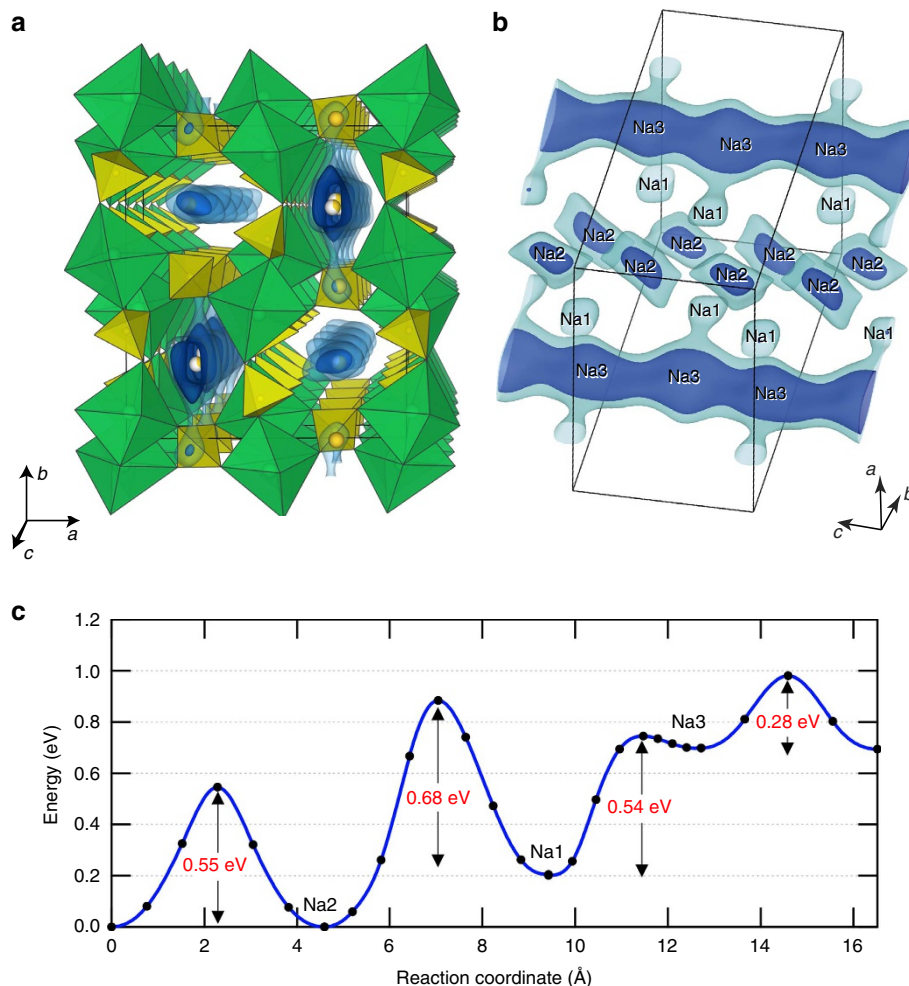 a
b
b
a
c
Na3
Na3
Na3
Na1
Na1
Na1
Na2
Na2
Na2
Na2
Na2
Na2
Na2
Na2
Na1
Na1
Na1
Na1
Na3
Na3
Na3
a
b
c
c
1.2
1.0
0.8
0.6
0.4
0.2
0.0
Energy (eV)
0.55 eV
Na2
0.68 eV
Na1
0.54 eV
Na3
0.28 eV
0
2
4
6
8
10
12
14
16
Reaction coordinate (Å)